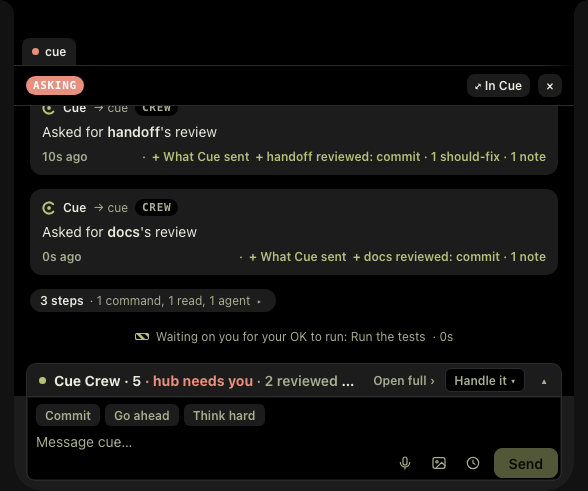 cue
ASKING
In Cue ×
Cue → cue CREW
Asked for handoff's review
10s ago · + What Cue sent + handoff reviewed: commit · 1 should-fix · 1 note
Cue → cue CREW
Asked for docs's review
0s ago · + What Cue sent + docs reviewed: commit · 1 note
3 steps · 1 command, 1 read, 1 agent
Waiting on you for your OK to run: Run the tests · 0s
Cue Crew · 5 · hub needs you · 2 reviewed ... Open full › Handle it
Commit Go ahead Think hard
Message cue...
Send